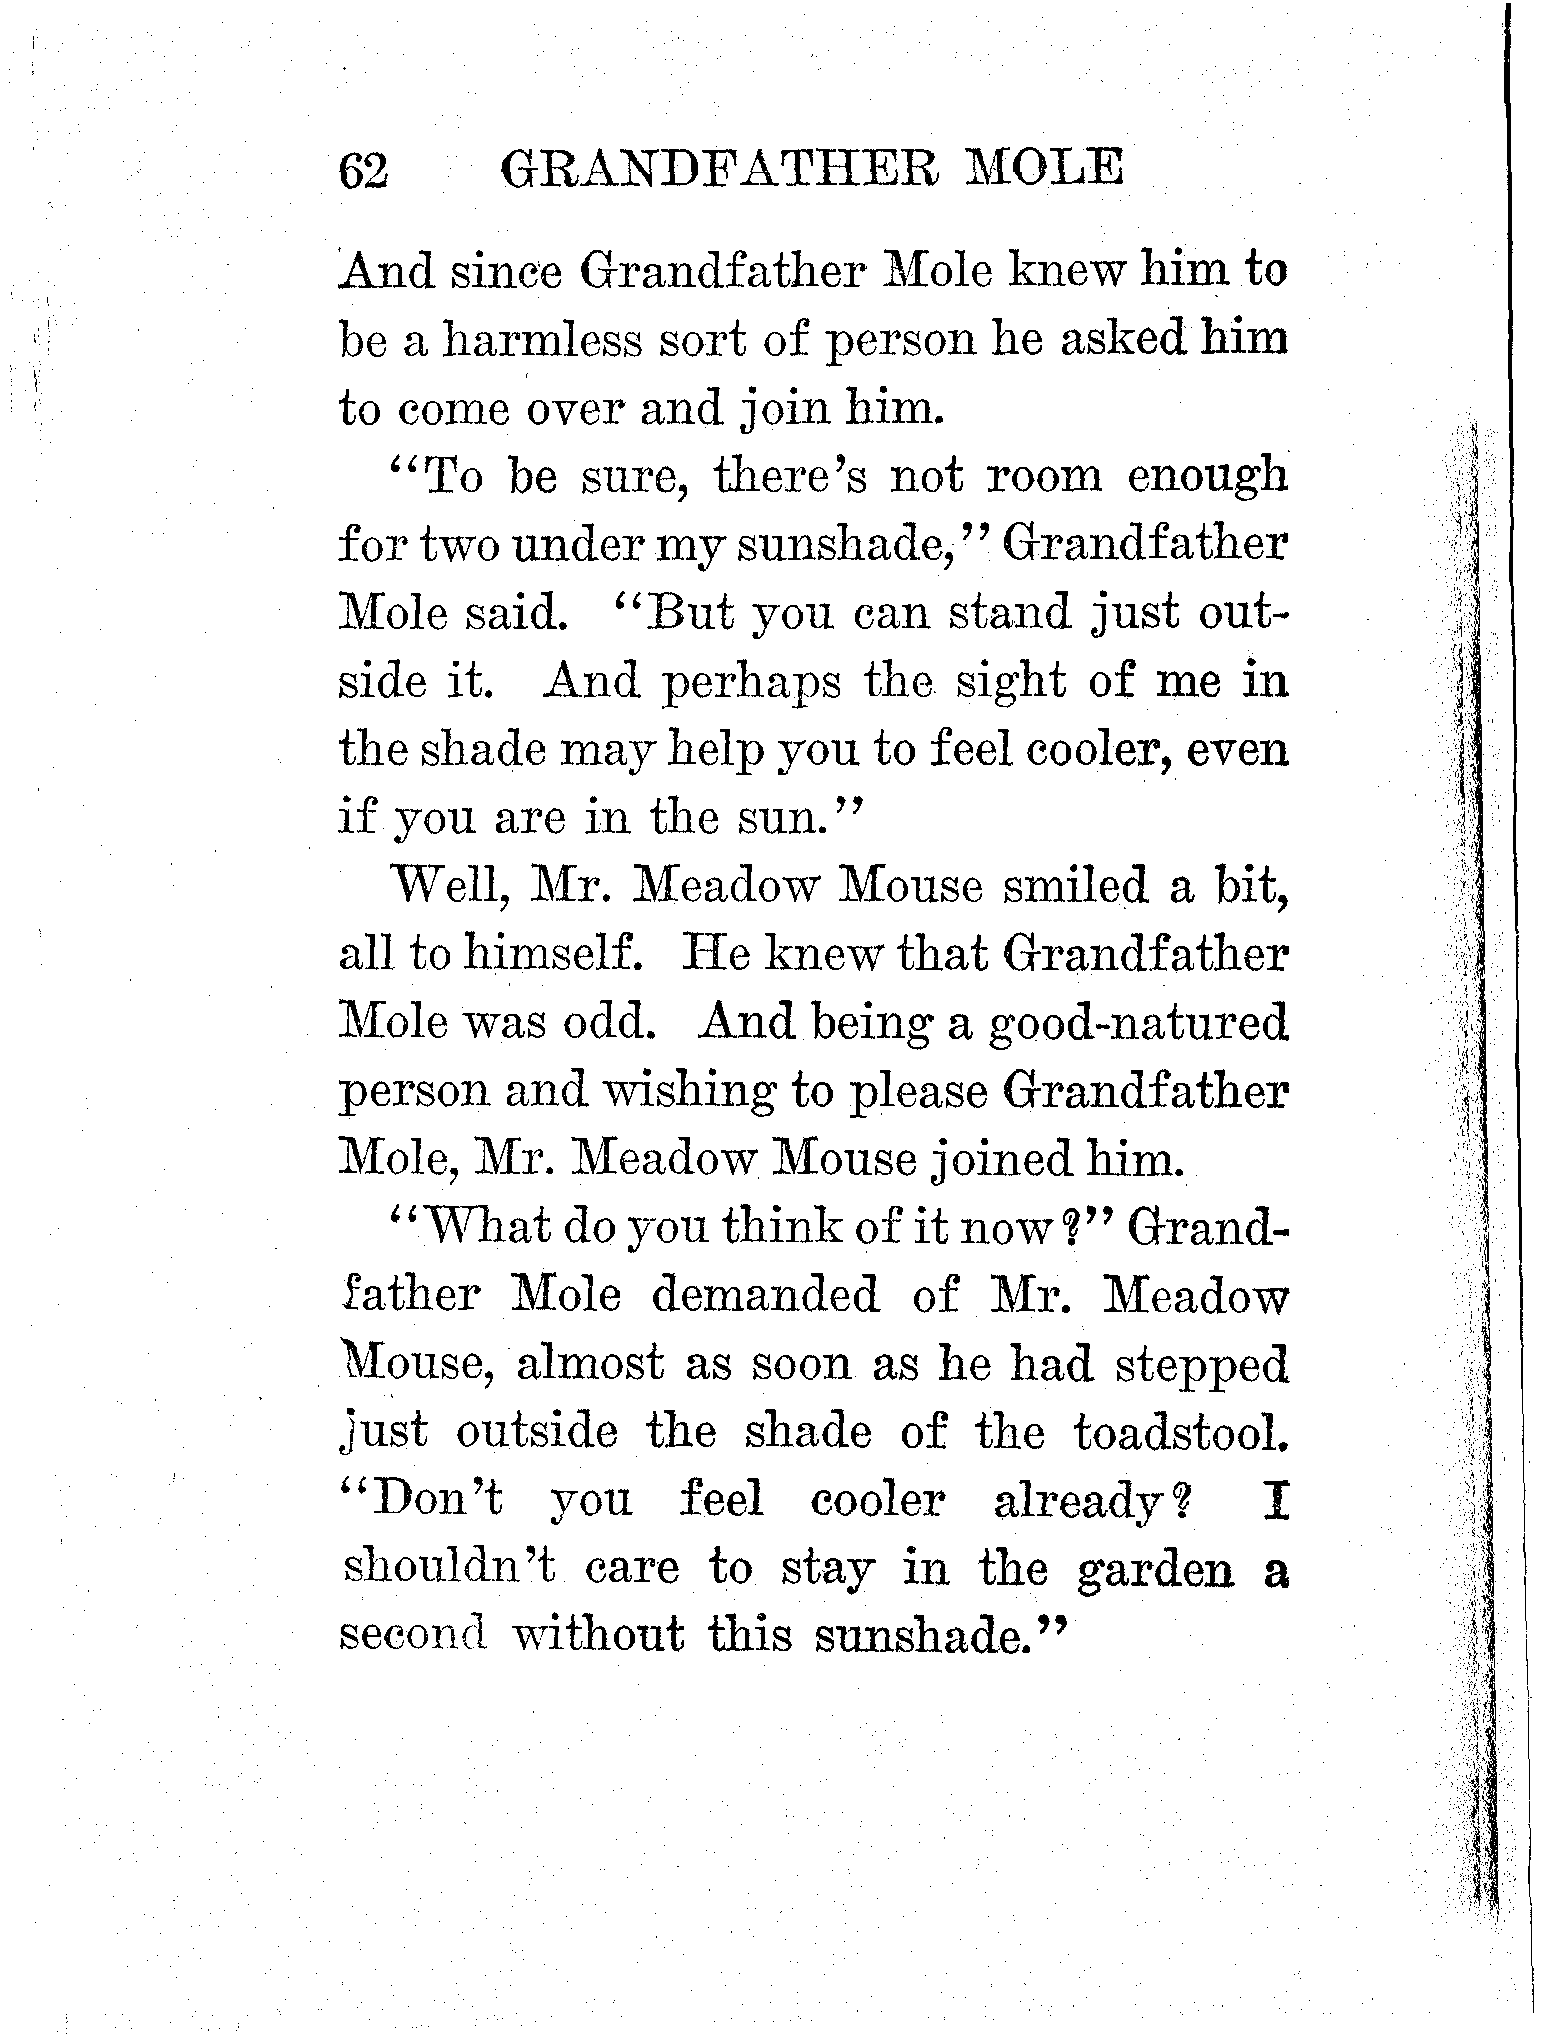 62 GRANDFATHER MOLE
And since Grandfather Mole knew him to
be a harmless sort of person he asked him
to come over and join him.
"To be sure, there's not room enough
for two under my sunshade," Grandfather
Mole said. "But you can stand just out-
side it. And perhaps the sight of me in
the shade may help you to feel cooler, even
if you are in the sun."
Well, Mr. Meadow Mouse smiled a bit,
all to himself. He knew that Grandfather
Mole was odd. And being a good-natured
person and wishing to please Grandfather
Mole, Mr. Meadow Mouse joined him.
"What do you think of it now?" Grand-
father Mole demanded of Mr. Meadow
Mouse, almost as soon as he had stepped
just outside the shade of the toadstool.
"Don't you feel cooler already? I
shouldn't care to stay in the garden a
second without this sunshade."